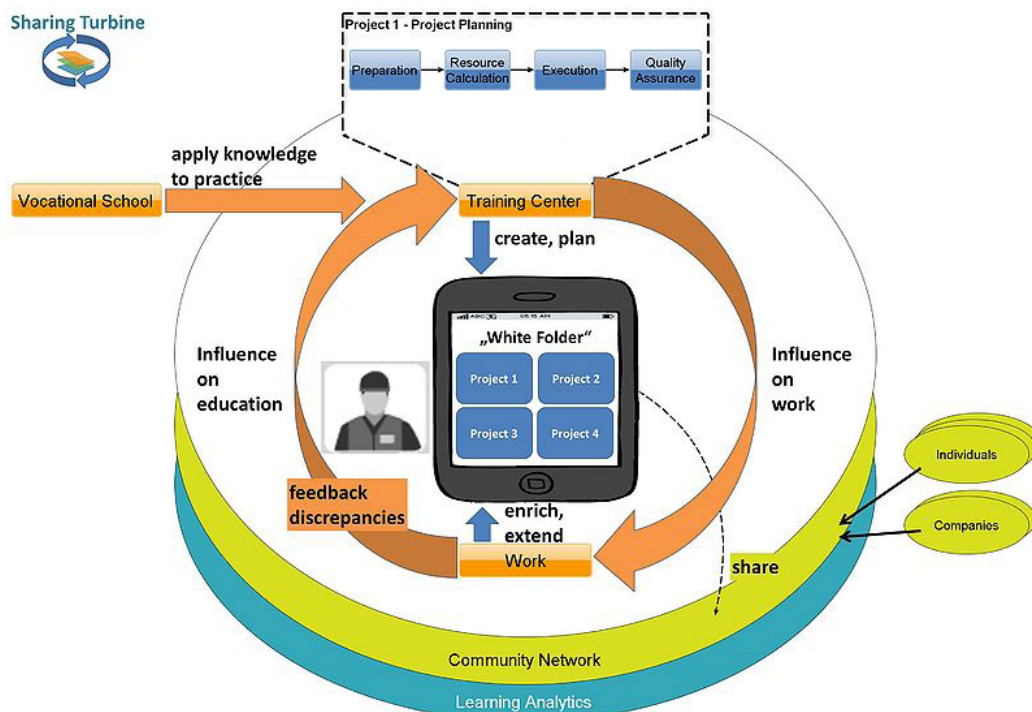 Sharing Turbine
Project 1 - Project Planning
Preparation
Resource
Calculation
Execution
Quality
Assurance
apply knowledge
to practice
Vocational School
Training Center
create, plan
ABC
„White Folder“
Project 1
Project 2
Project 3
Project 4
Influence
on
education
Influence
on
work
feedback
discrepancies
enrich,
extend
Work
share
Individuals
Companies
Community Network
Learning Analytics